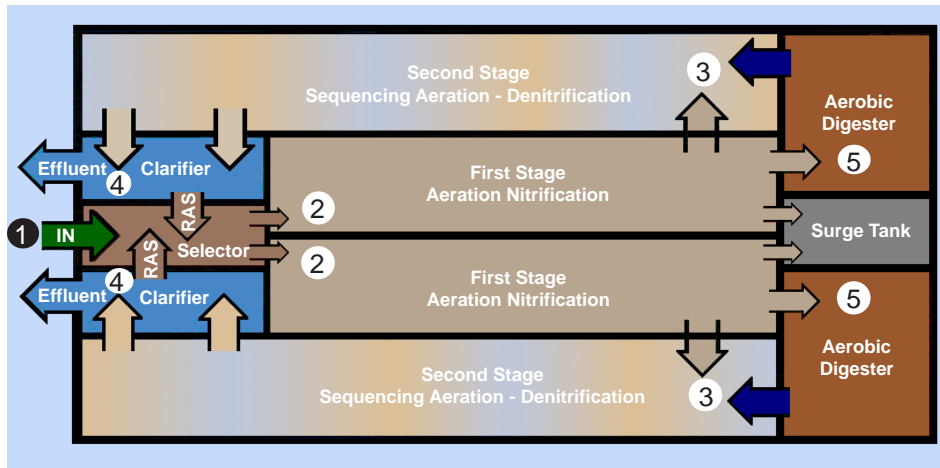 Second Stage
Sequencing Aeration - Denitrification
3
Aerobic
Digester
5
Effluent
4
Clarifier
First Stage
Aeration Nitrification
2
RAS
1
IN
Selector
RAS
Surge Tank
2
4
Effluent
Clarifier
First Stage
Aeration Nitrification
5
Aerobic
Digester
Second Stage
Sequencing Aeration - Denitrification
3